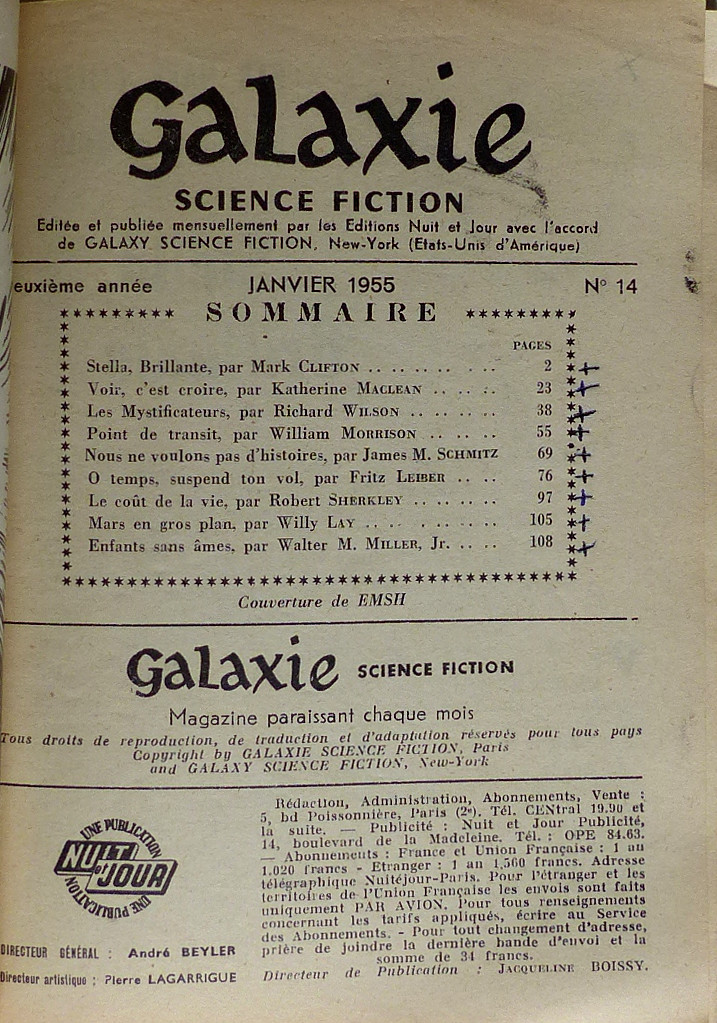 Galaxie
SCIENCE FICTION
Editée et publiée mensuellement par les Editions Nuit et Jour avec l'accord
de GALAXY SCIENCE FICTION, New-York (Etats-Unis d'Amérique)
euxième année JANVIER 1955 N° 14
SOMMAIRE
PAGES
Stella, Brillante, par Mark CLIFTON 2
Voir, c'est croire, par Katherine MACLEAN 23
Les Mystificateurs, par Richard WILSON 38
Point de transit, par William MORRISON 55
Nous ne voulons pas d'histoires, par James M. SCHMITZ 69
O temps, suspend ton vol, par Fritz LEIBER 76
Le coût de la vie, par Robert SHERKLEY 97
Mars en gros plan, par Willy LAY 105
Enfants sans âmes, par Walter M. MILLER, Jr. 108
Couverture de EMSH
Galaxie SCIENCE FICTION
Magazine paraissant chaque mois
Tous droits de reproduction, de traduction et d'adaptation réservés pour tous pays
Copyright by GALAXIE SCIENCE FICTION, Paris
and GALAXY SCIENCE FICTION, New-York
UNE PUBLICATION
NUIT et JOUR
UNE PUBLICATION
DIRECTEUR GÉNÉRAL : André BEYLER
Directeur artistique : Pierre LAGARRIGUE
Rédaction, Administration, Abonnements, Vente :
5, bd Poissonnière, Paris (2e). Tél. CENtral 19.90 et
la suite. — Publicité : Nuit et Jour Publicité,
14, boulevard de la Madeleine. Tél. : OPE 84.63.
— Abonnements : France et Union Française : 1 an
1.020 francs - Etranger : 1 an 1.560 francs. Adresse
télégraphique Nuitéjour-Paris. Pour l'étranger et les
territoires de l'Union Française les envois sont faits
uniquement PAR AVION. Pour tous renseignements
concernant les tarifs appliqués, écrire au Service
des Abonnements. - Pour tout changement d'adresse,
prière de joindre la dernière bande d'envoi et la
somme de 34 francs.
Directeur de Publication : JACQUELINE BOISSY.